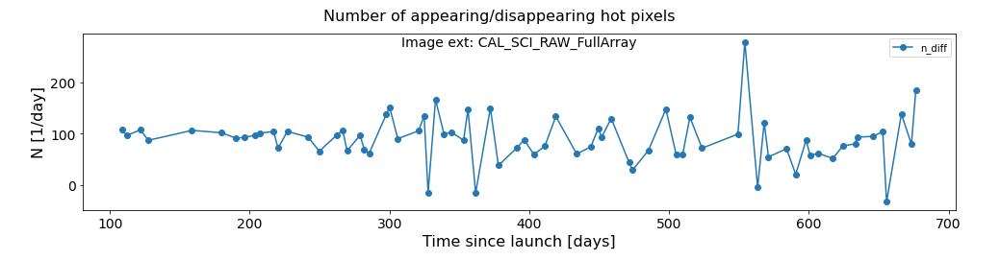 Number of appearing/disappearing hot pixels
Image ext: CAL_SCI_RAW_FullArray
n_diff
N [1/day]
200
100
0
100 200 300 400 500 600 700
Time since launch [days]